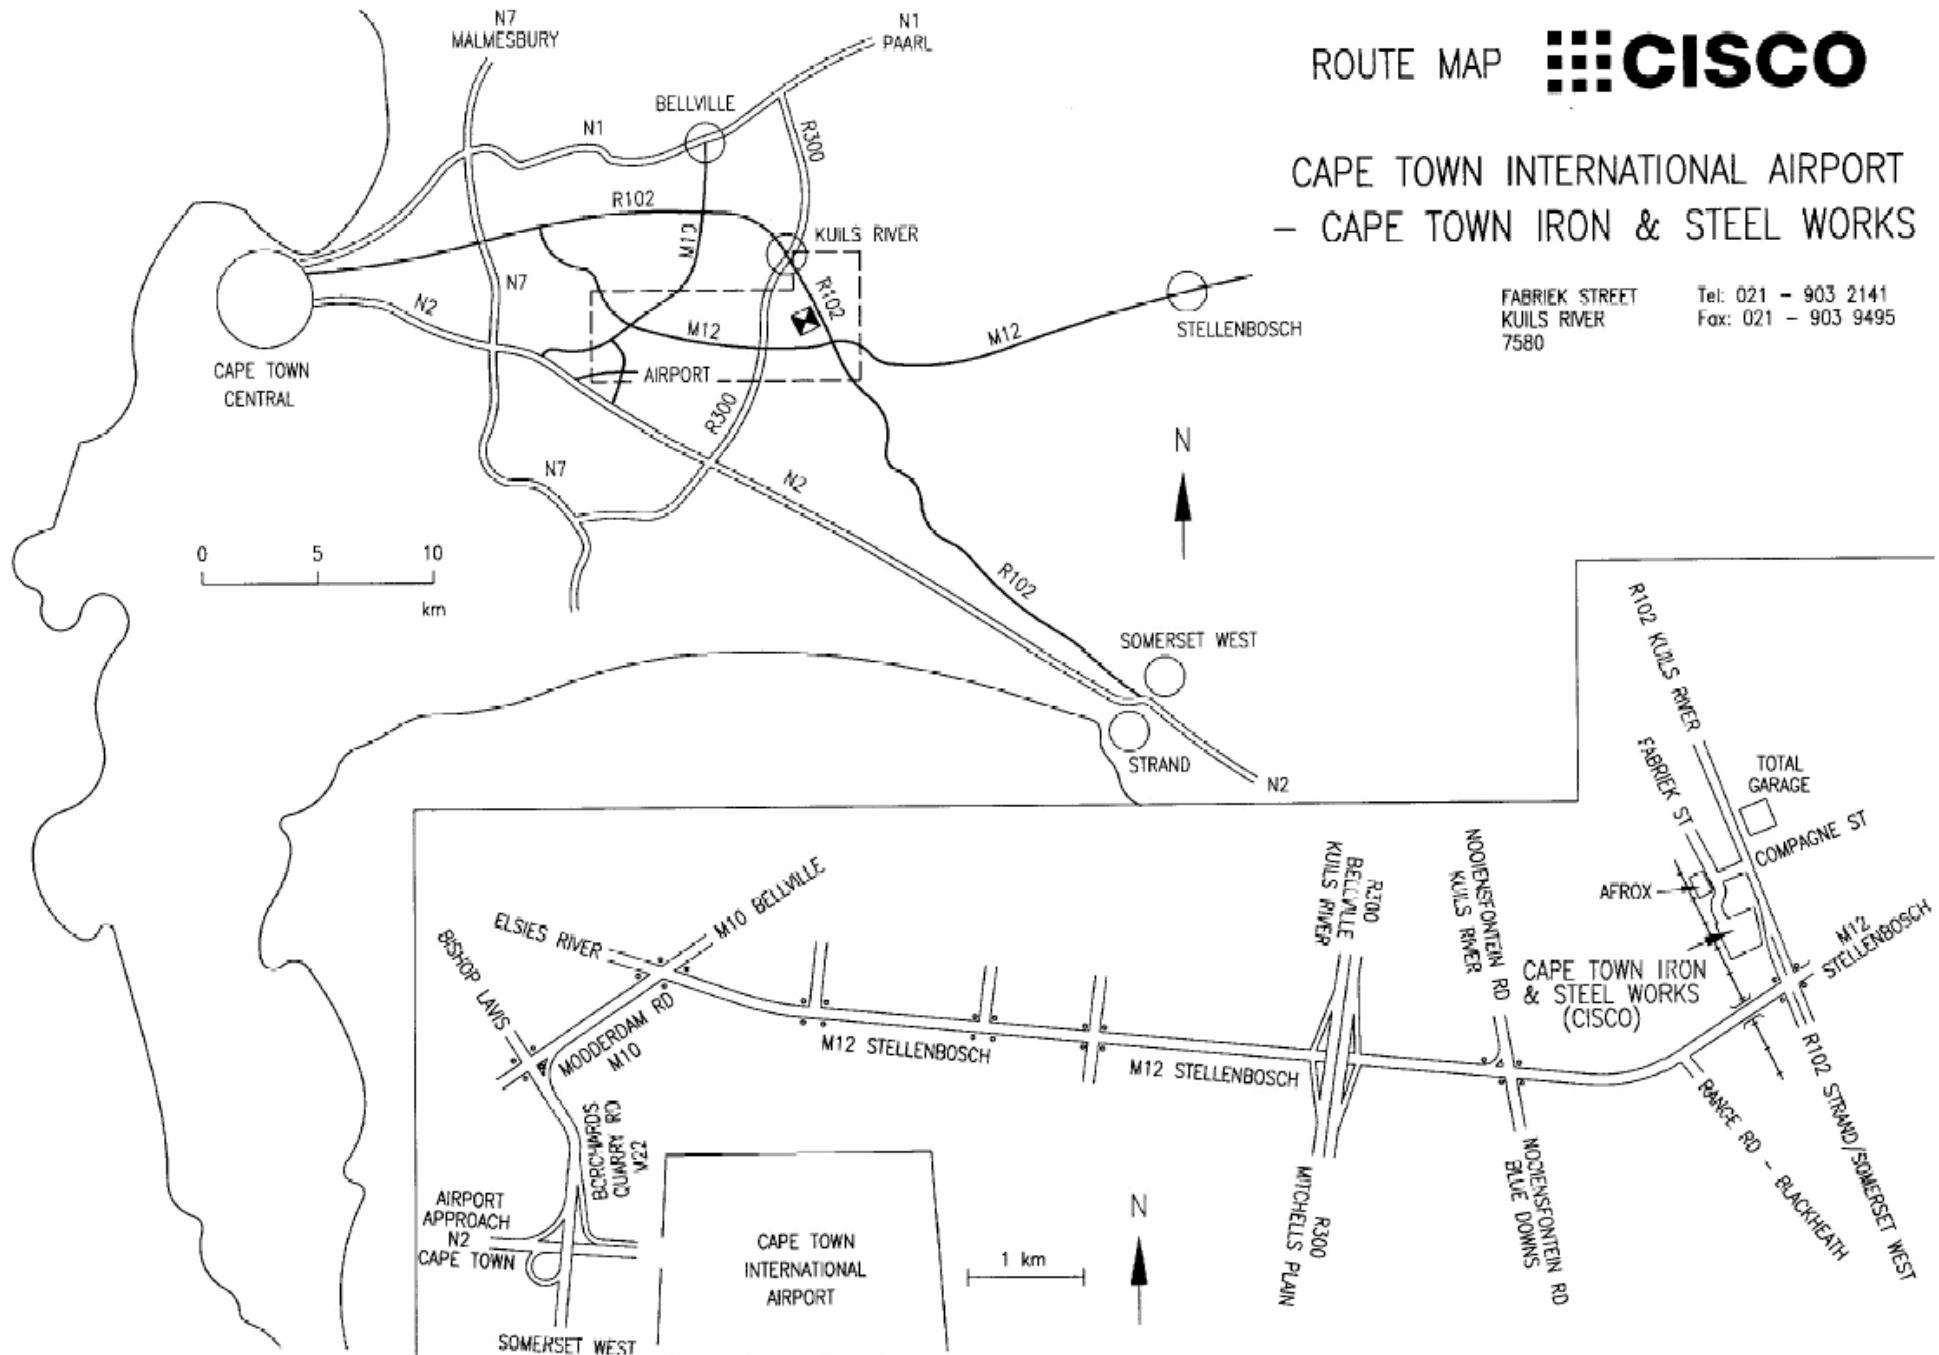 N7
MALMESBURY
N1
PAARL
ROUTE MAP CISCO
BELLVILLE
N1
R300
CAPE TOWN INTERNATIONAL AIRPORT
- CAPE TOWN IRON & STEEL WORKS
R102
M10
KUILS RIVER
N7
N2
R102
M12
M12
STELLENBOSCH
FABRIEK STREET
KUILS RIVER
7580
Tel: 021 - 903 2141
Fax: 021 - 903 9495
CAPE TOWN
CENTRAL
AIRPORT
R300
N
N7
N2
0 5 10
km
R102
SOMERSET WEST
STRAND
N2
R102 KUILS RIVER
FABRIEK ST
TOTAL
GARAGE
COMPAGNE ST
AFROX
M12
STELLENBOSCH
CAPE TOWN IRON
& STEEL WORKS
(CISCO)
R102 STRAND/SOMERSET WEST
RANGE RD - BLACKHEATH
NOOIENSFONTEIN RD
KUILS RIVER
NOOIENSFONTEIN RD
BLUE DOWNS
R300
BELLVILLE
KUILS RIVER
R300
MITCHELLS PLAIN
ELSIES RIVER
M10 BELLVILLE
BISHOP LAVIS
MODDERDAM RD
M10
M12 STELLENBOSCH
M12 STELLENBOSCH
BORCHARDS
QUARRY RD
M22
AIRPORT
APPROACH
N2
CAPE TOWN
SOMERSET WEST
CAPE TOWN
INTERNATIONAL
AIRPORT
1 km
N